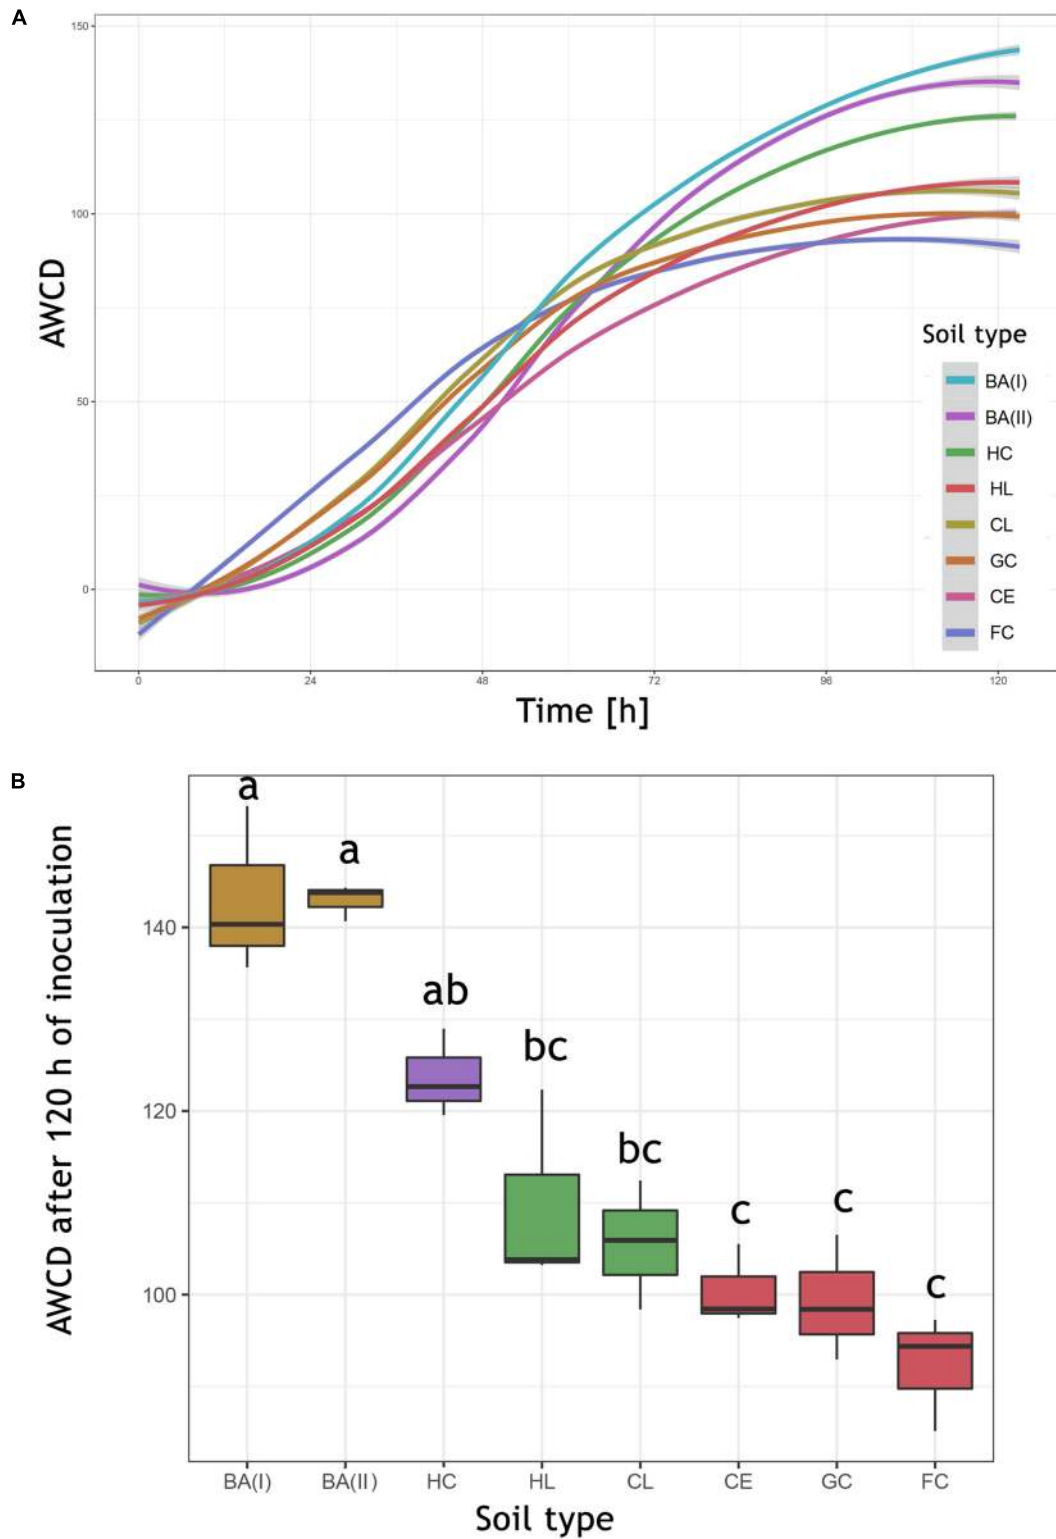 A
150
100
50
0
AWCD
Soil type
BA(I)
BA(II)
HC
HL
CL
GC
CE
FC
0 24 48 72 96 120
Time [h]
B
a
a
ab
bc
bc
c
c
c
140
120
100
AWCD after 120 h of inoculation
BA(I) BA(II) HC HL CL CE GC FC
Soil type